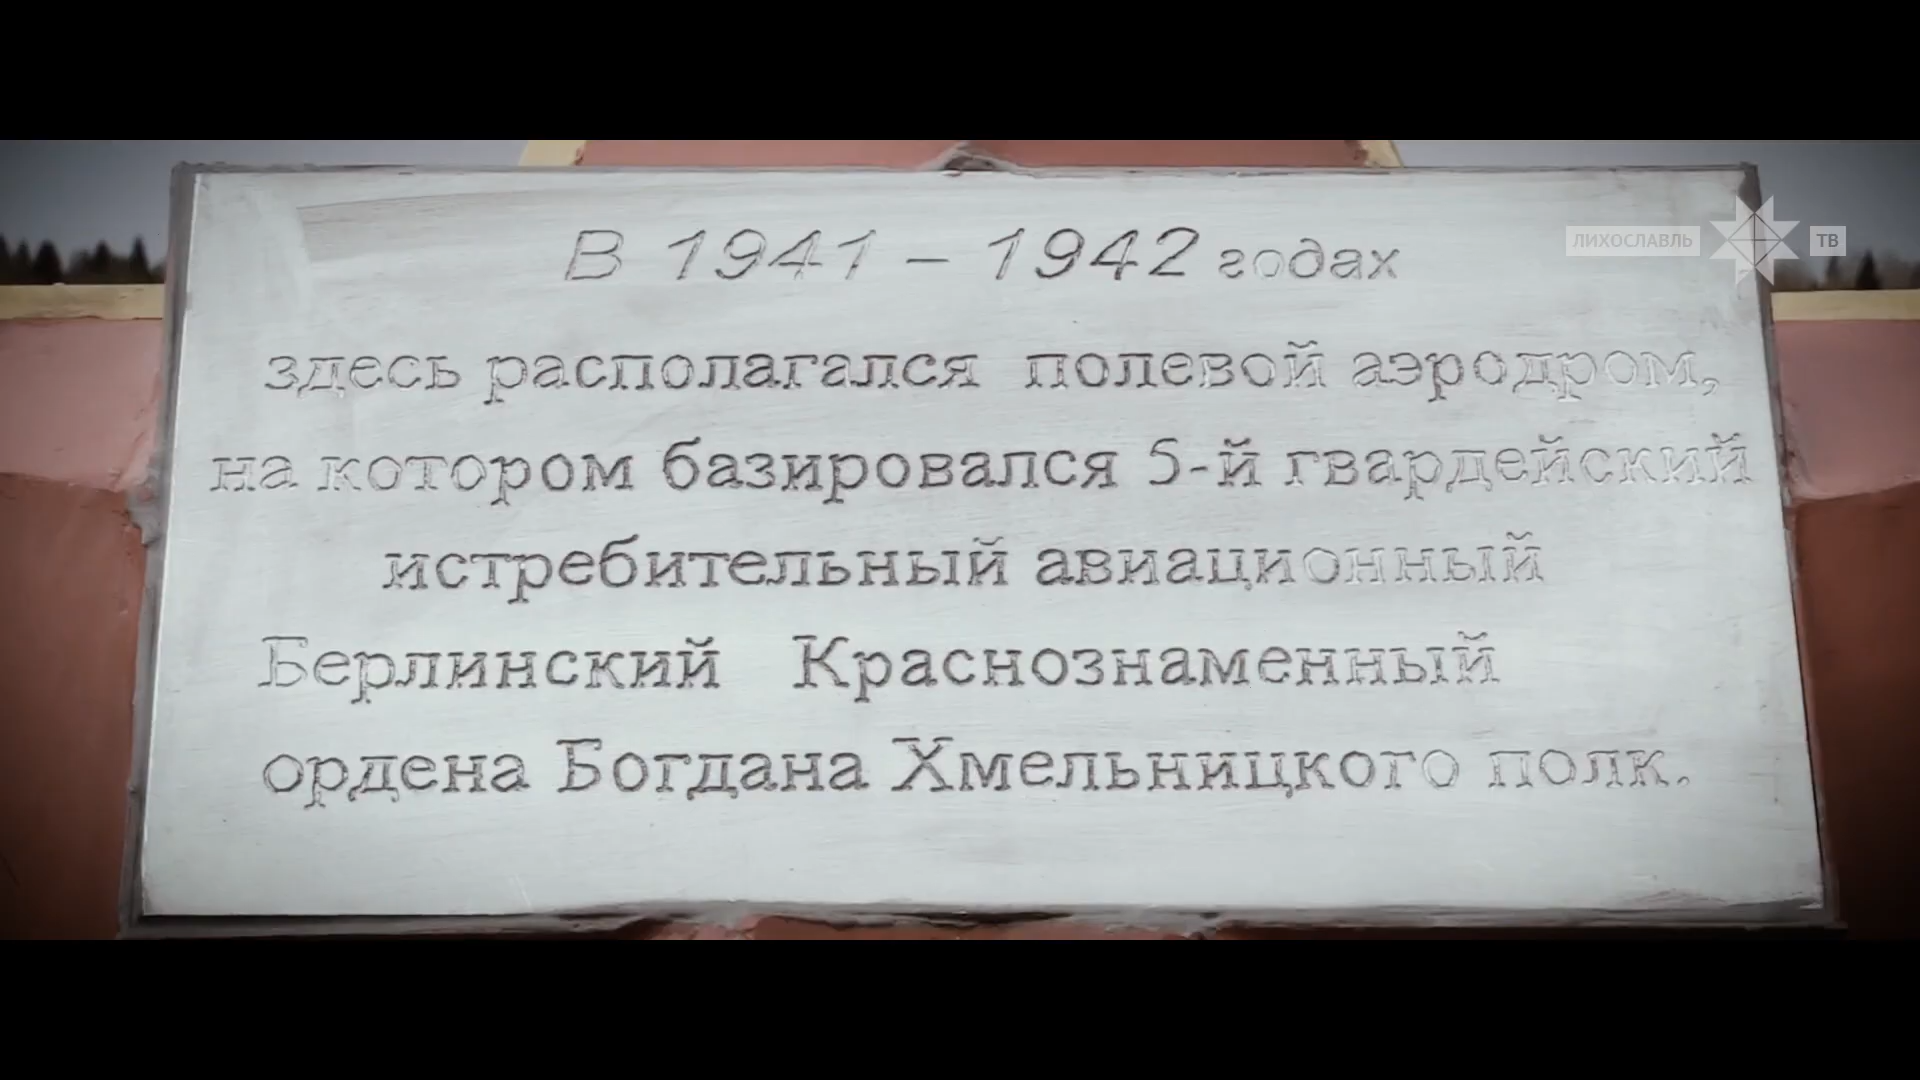 В 1941 – 1942 годах
здесь располагался полевой аэродром,
на котором базировался 5-й гвардейский
истребительный авиационный
Берлинский Краснознаменный
ордена Богдана Хмельницкого полк.
ЛИХОСЛАВЛЬ ТВ